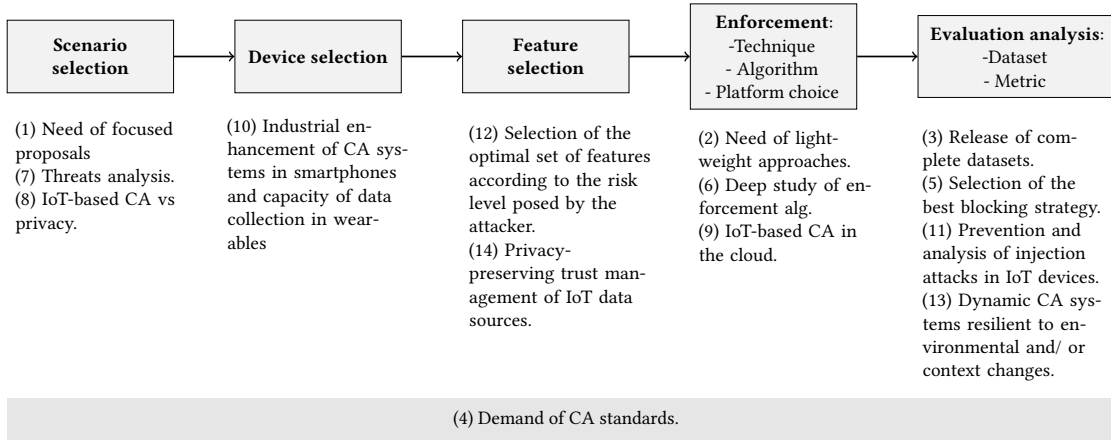 Scenario
selection
Device selection
Feature
selection
Enforcement:
-Technique
- Algorithm
- Platform choice
Evaluation analysis:
-Dataset
- Metric
(1) Need of focused
proposals
(7) Threats analysis.
(8) IoT-based CA vs
privacy.
(10) Industrial en-
hancement of CA sys-
tems in smartphones
and capacity of data
collection in wear-
ables
(12) Selection of the
optimal set of features
according to the risk
level posed by the
attacker.
(14) Privacy-
preserving trust man-
agement of IoT data
sources.
(2) Need of light-
weight approaches.
(6) Deep study of en-
forcement alg.
(9) IoT-based CA in
the cloud.
(3) Release of com-
plete datasets.
(5) Selection of the
best blocking strategy.
(11) Prevention and
analysis of injection
attacks in IoT devices.
(13) Dynamic CA sys-
tems resilient to en-
vironmental and/ or
context changes.
(4) Demand of CA standards.